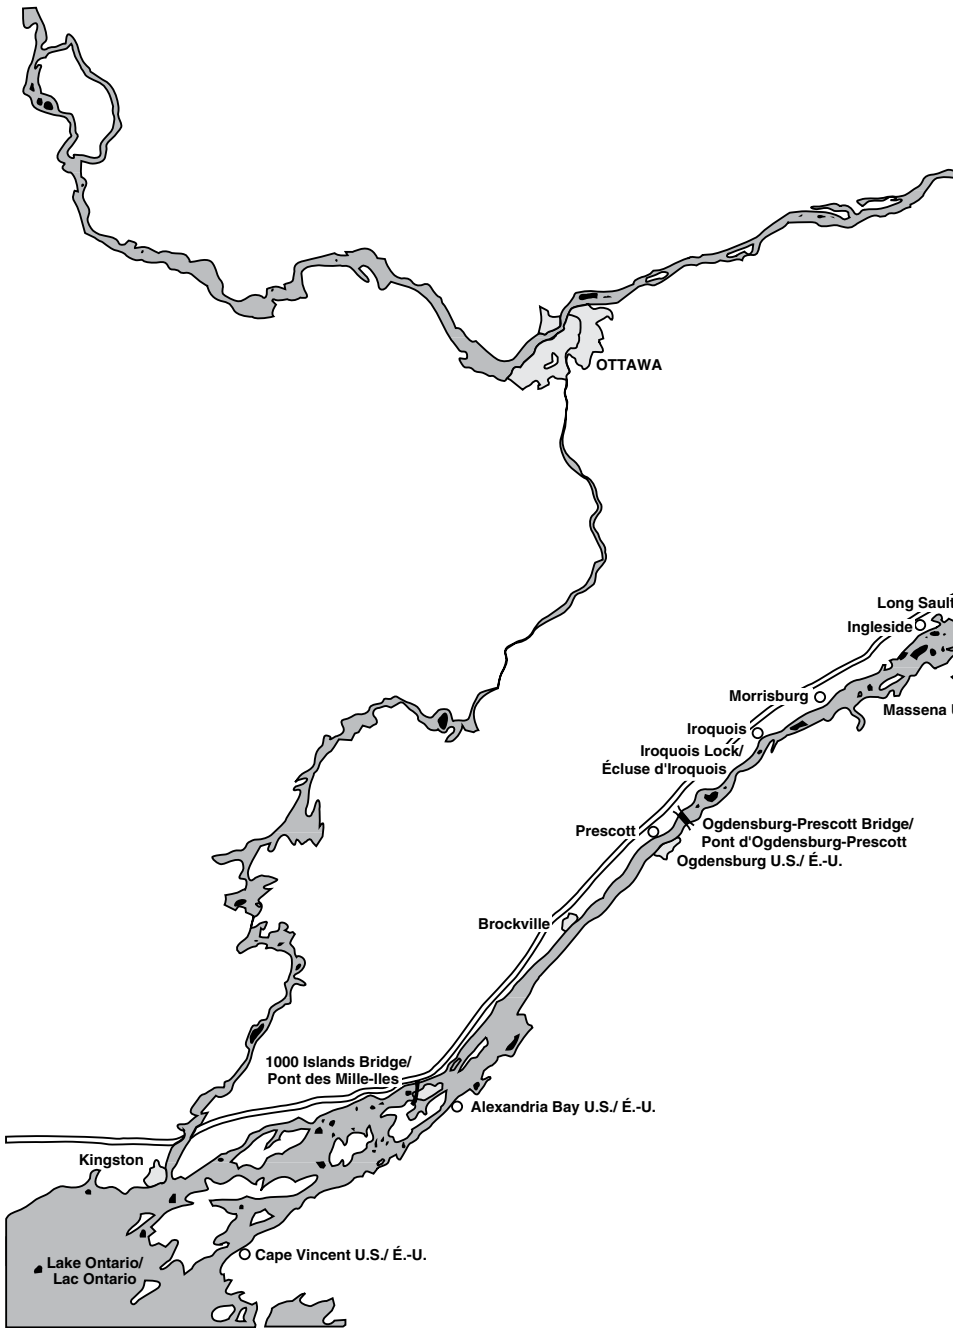 OTTAWA
Long Sault
Ingleside
Morrisburg
Massena
Iroquois
Iroquois Lock/
Écluse d'Iroquois
Prescott
Ogdensburg-Prescott Bridge/
Pont d'Ogdensburg-Prescott
Ogdensburg U.S./ É.-U.
Brockville
1000 Islands Bridge/
Pont des Mille-Iles
Alexandria Bay U.S./ É.-U.
Kingston
Cape Vincent U.S./ É.-U.
Lake Ontario/
Lac Ontario